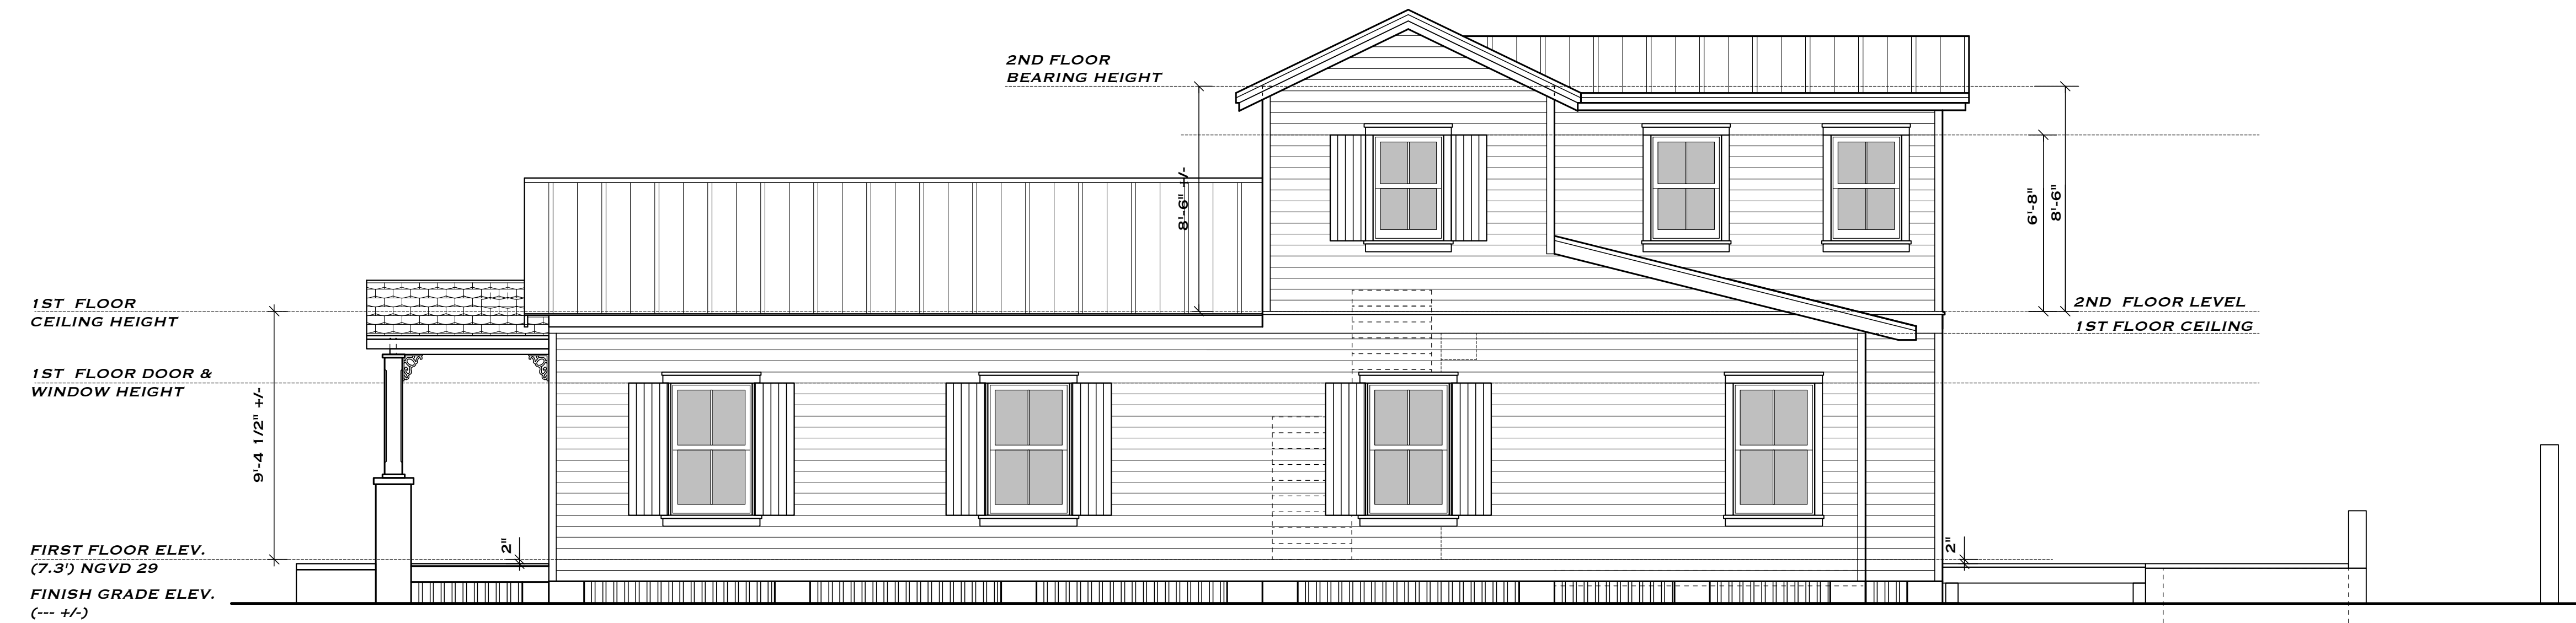 2ND FLOOR
BEARING HEIGHT
8'-6" +/-
6'-8"
8'-6"
1ST  FLOOR
CEILING HEIGHT
2ND  FLOOR LEVEL
1ST FLOOR CEILING
1ST  FLOOR DOOR &
WINDOW HEIGHT
9'-4 1/2" +/-
2"
2"
FIRST FLOOR ELEV.
(7.3') NGVD 29
FINISH GRADE ELEV.
(--- +/-)